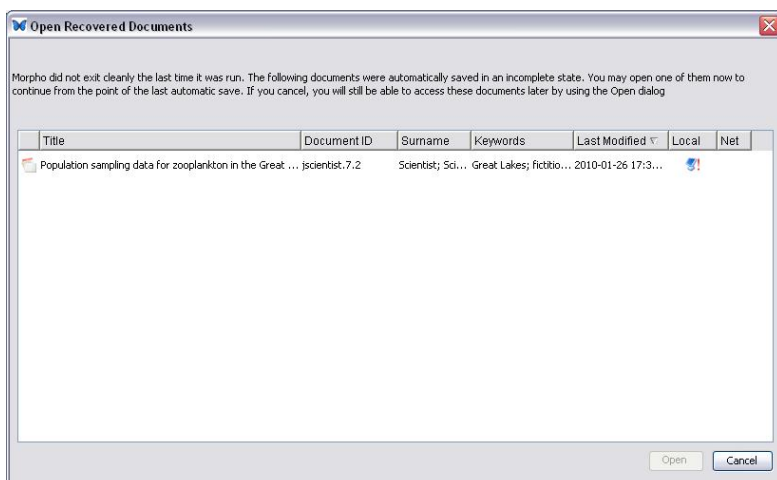 Open Recovered Documents
Morpho did not exit cleanly the last time it was run. The following documents were automatically saved in an incomplete state. You may open one of them now to
continue from the point of the last automatic save. If you cancel, you will still be able to access these documents later by using the Open dialog
Title Document ID Surname Keywords Last Modified Local Net
Population sampling data for zooplankton in the Great ... jscientist.7.2 Scientist; Sci... Great Lakes; fictitio... 2010-01-26 17:3...
Open Cancel